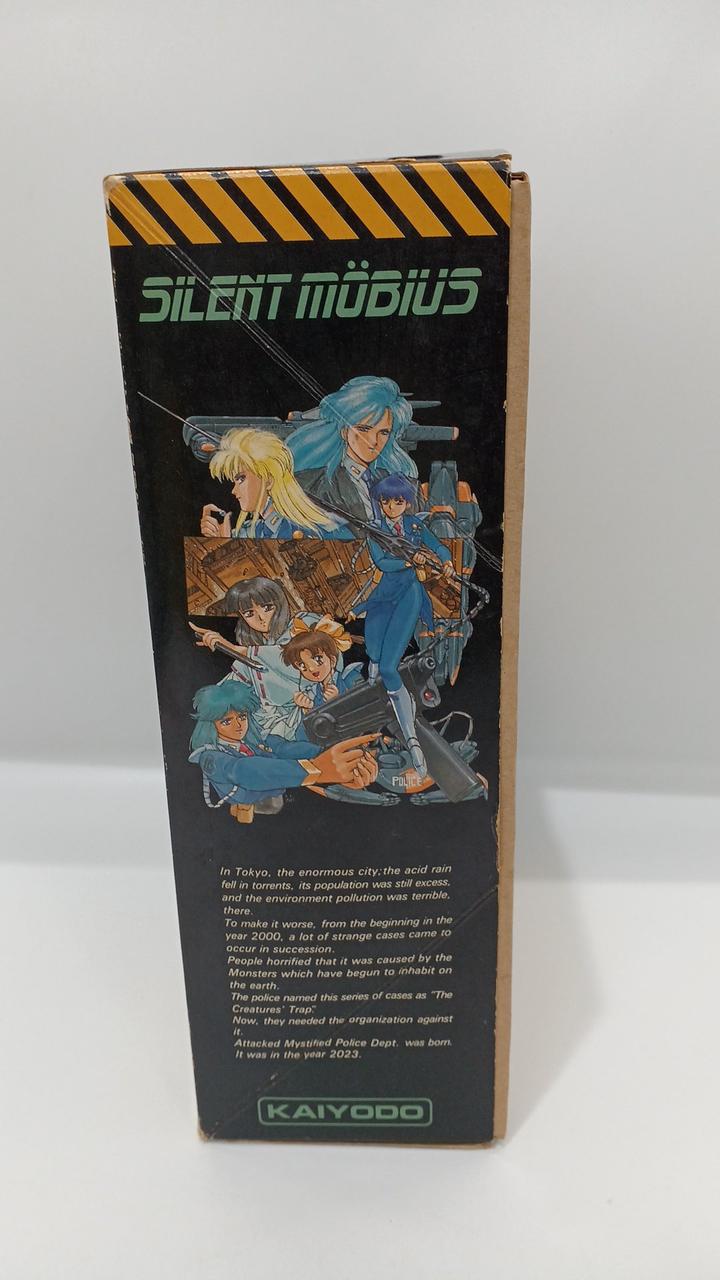 SILENT MÖBIUS
POLICE
In Tokyo, the enormous city; the acid rain
fell in torrents, its population was still excess,
and the environment pollution was terrible,
there.
To make it worse, from the beginning in the
year 2000, a lot of strange cases came to
occur in succession.
People horrified that it was caused by the
Monsters which have begun to inhabit on
the earth.
The police named this series of cases as "The
Creatures' Trap."
Now, they needed the organization against
it.
Attacked Mystified Police Dept. was born.
It was in the year 2023.
KAIYODO